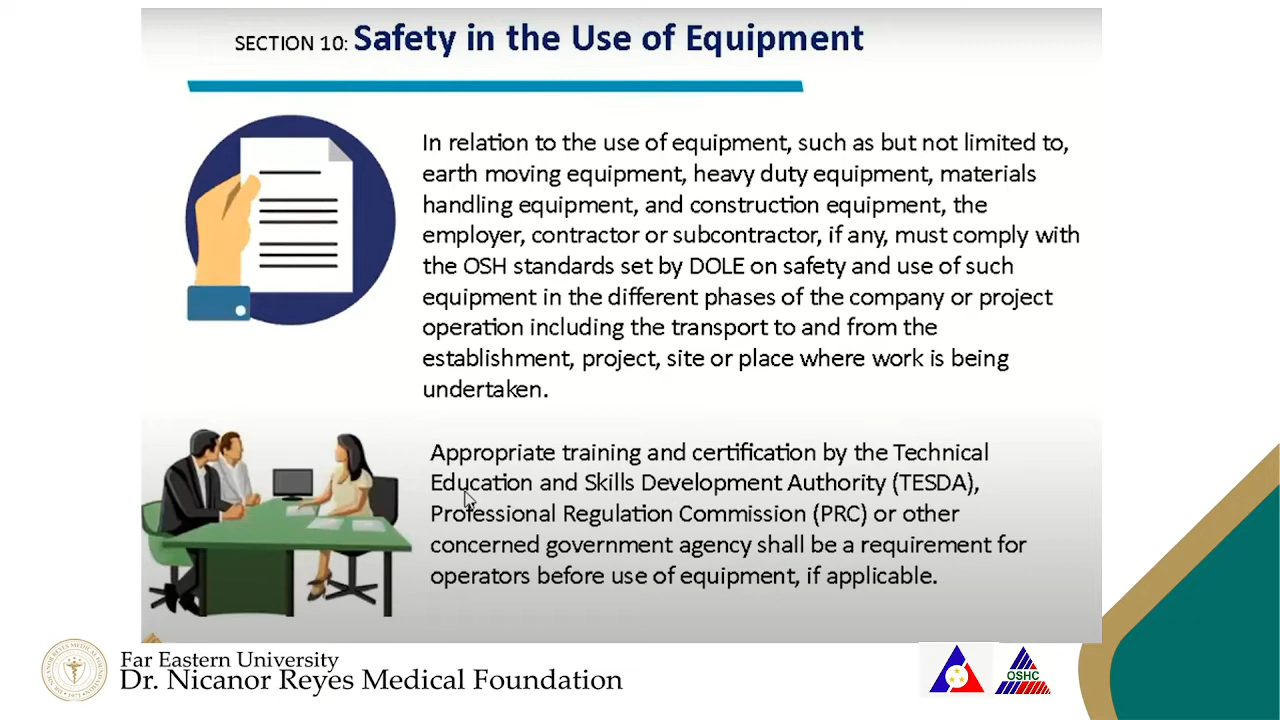 SECTION 10: Safety in the Use of Equipment
In relation to the use of equipment, such as but not limited to,
earth moving equipment, heavy duty equipment, materials
handling equipment, and construction equipment, the
employer, contractor or subcontractor, if any, must comply with
the OSH standards set by DOLE on safety and use of such
equipment in the different phases of the company or project
operation including the transport to and from the
establishment, project, site or place where work is being
undertaken.
Appropriate training and certification by the Technical
Education and Skills Development Authority (TESDA),
Professional Regulation Commission (PRC) or other
concerned government agency shall be a requirement for
operators before use of equipment, if applicable.
Far Eastern University
Dr. Nicanor Reyes Medical Foundation
OSHC